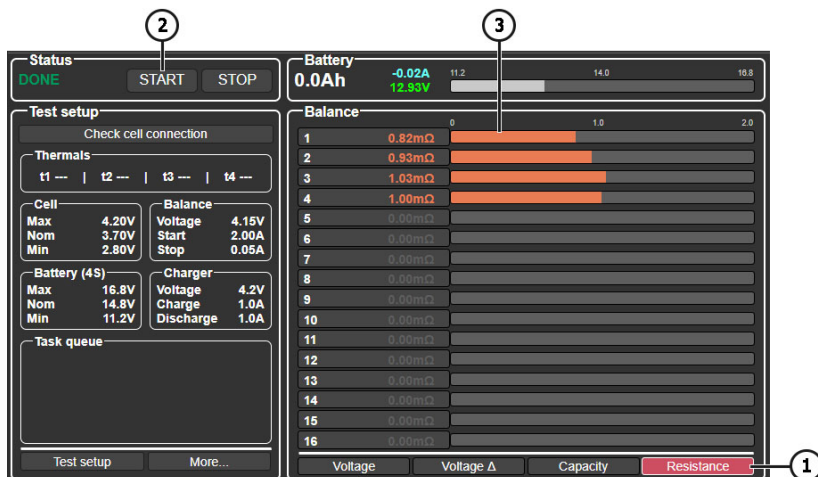 2
3
Status
DONE
START
STOP
Battery
0.0Ah
-0.02A
12.93V
11.2
14.0
16.8
Test setup
Check cell connection
Thermals
t1 --- | t2 --- | t3 --- | t4 ---
Cell
Max 4.20V
Nom 3.70V
Min 2.80V
Balance
Voltage 4.15V
Start 2.00A
Stop 0.05A
Battery (4S)
Max 16.8V
Nom 14.8V
Min 11.2V
Charger
Voltage 4.2V
Charge 1.0A
Discharge 1.0A
Task queue
Test setup
More...
Balance
0
1.0
2.0
1 0.82mΩ
2 0.93mΩ
3 1.03mΩ
4 1.00mΩ
5 0.00mΩ
6 0.00mΩ
7 0.00mΩ
8 0.00mΩ
9 0.00mΩ
10 0.00mΩ
11 0.00mΩ
12 0.00mΩ
13 0.00mΩ
14 0.00mΩ
15 0.00mΩ
16 0.00mΩ
Voltage
Voltage Δ
Capacity
Resistance
1